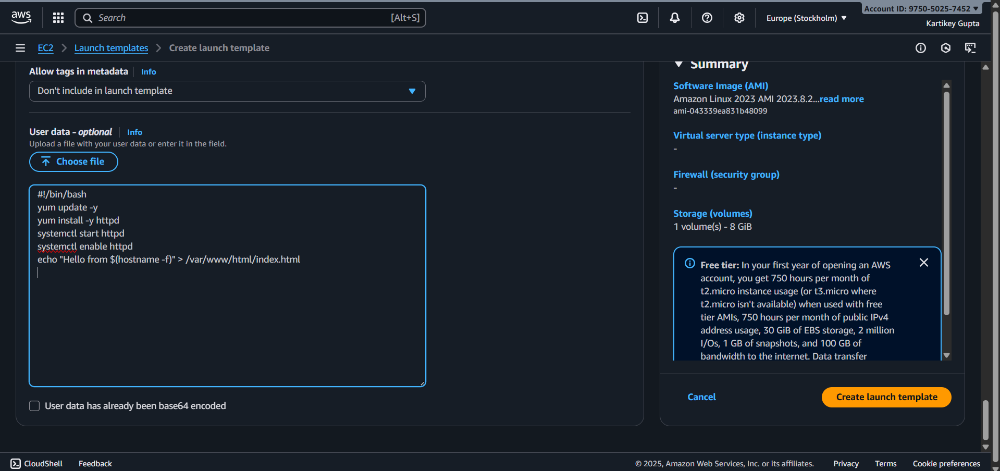 aws
Search
[Alt+S]
Europe (Stockholm)
Account ID: 9750-5025-7452
Kartikey Gupta
EC2
Launch templates
Create launch template
Allow tags in metadata
Info
Don't include in launch template
User data - optional
Info
Upload a file with your user data or enter it in the field.
Choose file
#!/bin/bash
yum update -y
yum install -y httpd
systemctl start httpd
systemctl enable httpd
echo "Hello from $(hostname -f)" > /var/www/html/index.html
User data has already been base64 encoded
Summary
Software Image (AMI)
Amazon Linux 2023 AMI 2023.8.2...read more
ami-043339ea831b48099
Virtual server type (instance type)
-
Firewall (security group)
-
Storage (volumes)
1 volume(s) - 8 GiB
Free tier: In your first year of opening an AWS
account, you get 750 hours per month of
t2.micro instance usage (or t3.micro where
t2.micro isn't available) when used with free
tier AMIs, 750 hours per month of public IPv4
address usage, 30 GiB of EBS storage, 2 million
I/Os, 1 GB of snapshots, and 100 GB of
bandwidth to the internet. Data transfer
Cancel
Create launch template
CloudShell
Feedback
© 2025, Amazon Web Services, Inc. or its affiliates.
Privacy
Terms
Cookie preferences